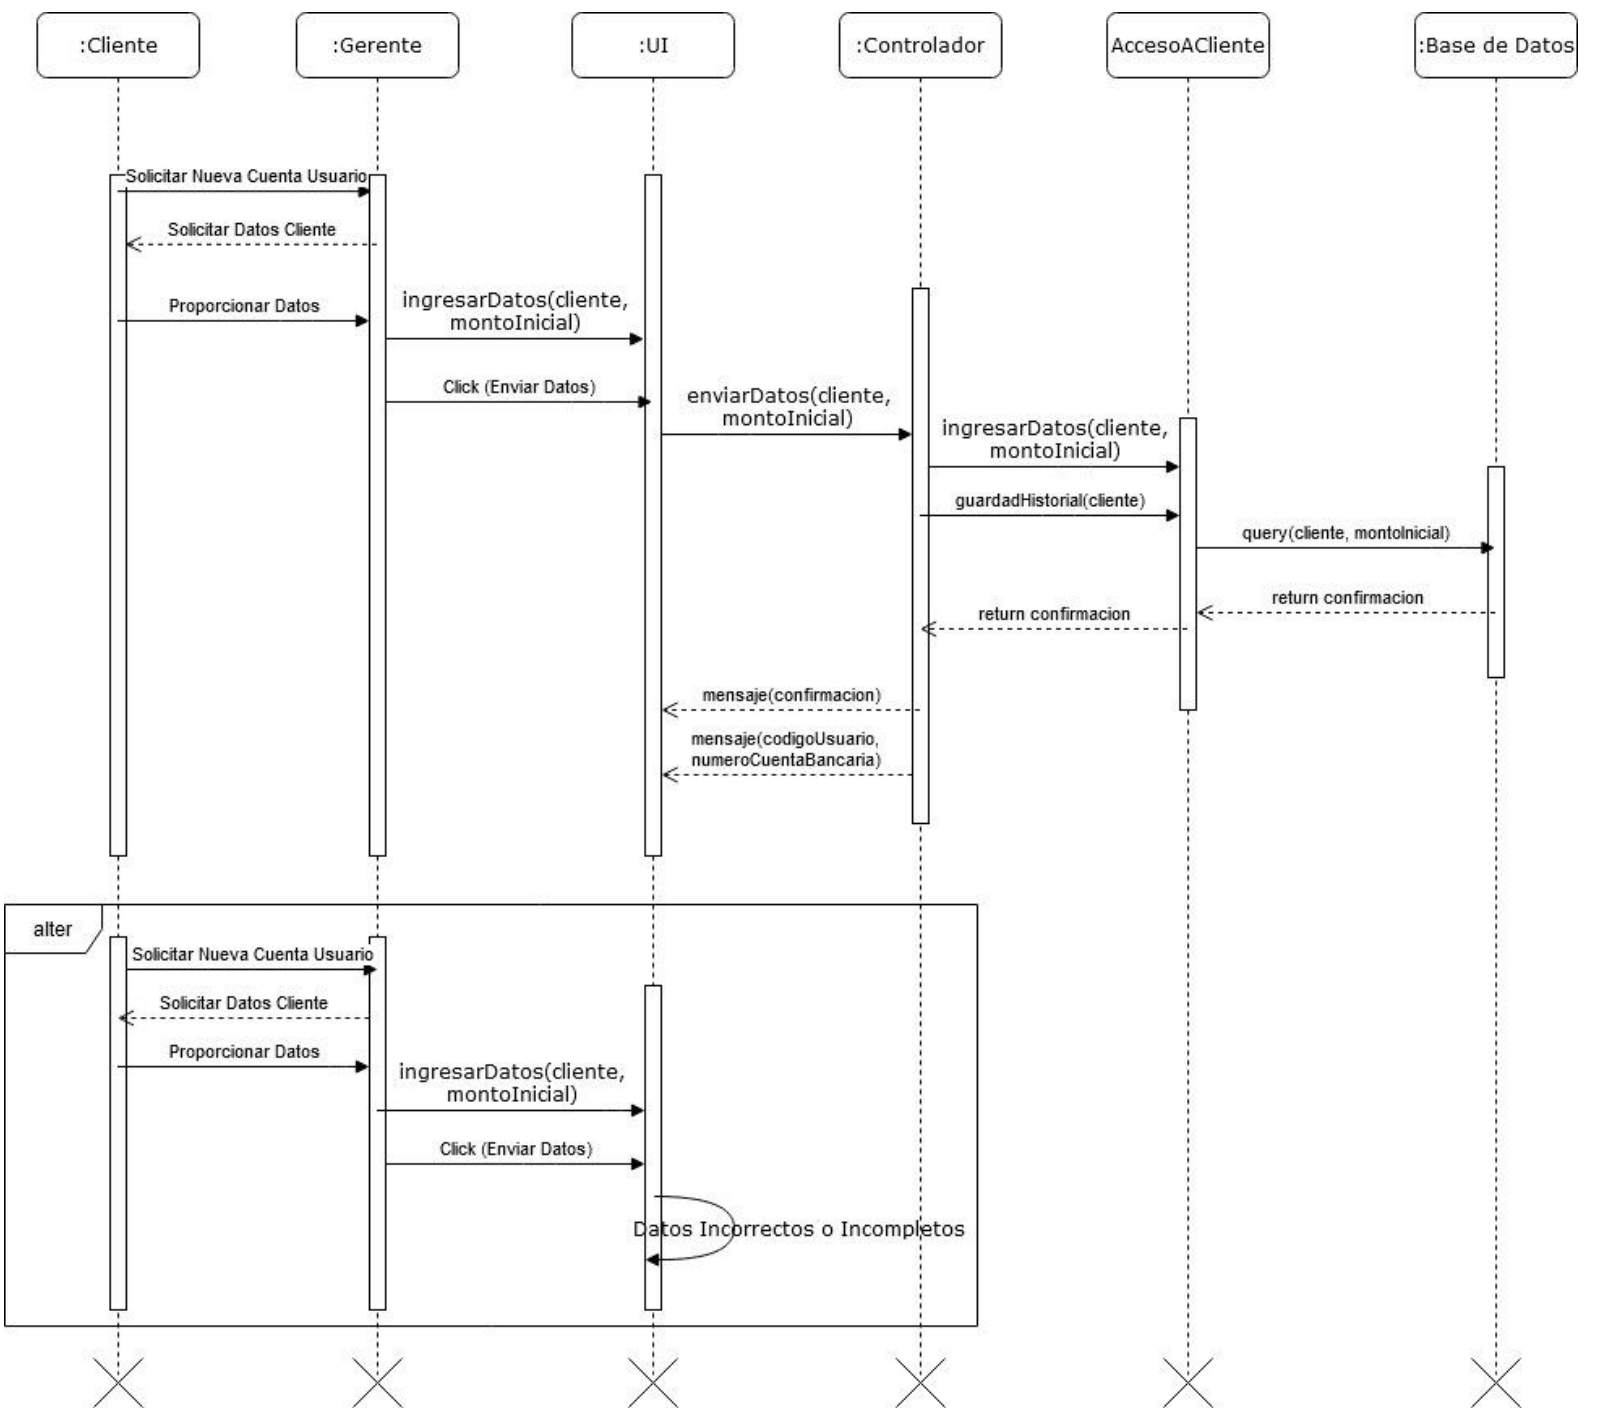 :Cliente
:Gerente
:UI
:Controlador
AccesoACliente
:Base de Datos
Solicitar Nueva Cuenta Usuario
Solicitar Datos Cliente
Proporcionar Datos
ingresarDatos(cliente,
montoInicial)
Click (Enviar Datos)
enviarDatos(cliente,
montoInicial)
ingresarDatos(cliente,
montoInicial)
guardadHistorial(cliente)
query(cliente, montoInicial)
return confirmacion
return confirmacion
mensaje(confirmacion)
mensaje(codigoUsuario,
numeroCuentaBancaria)
alter
Solicitar Nueva Cuenta Usuario
Solicitar Datos Cliente
Proporcionar Datos
ingresarDatos(cliente,
montoInicial)
Click (Enviar Datos)
Datos Incorrectos o Incompletos